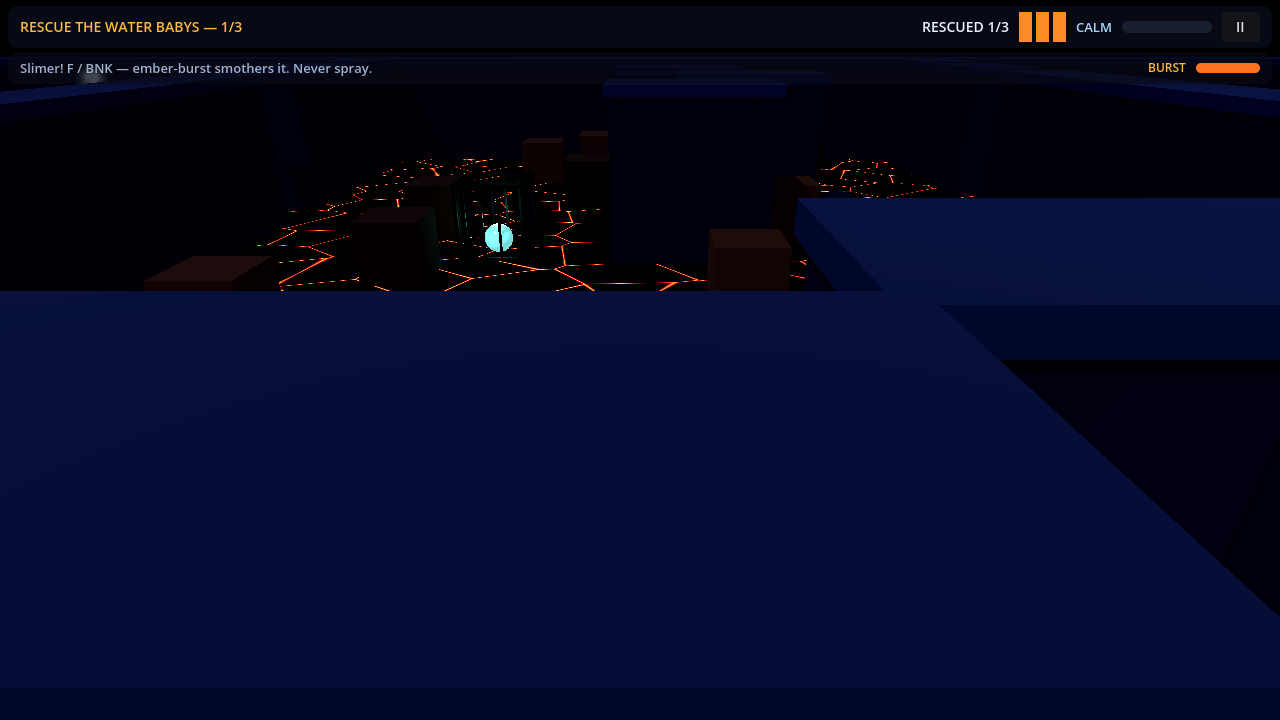 RESCUE THE WATER BABYS — 1/3
RESCUED 1/3
CALM
Slimer! F / BNK — ember-burst smothers it. Never spray.
BURST